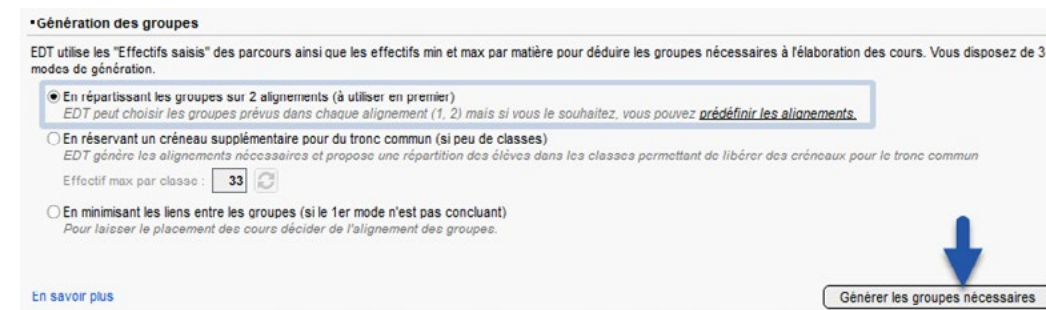 ▪Génération des groupes
EDT utilise les "Effectifs saisis" des parcours ainsi que les effectifs min et max par matière pour déduire les groupes nécessaires à l'élaboration des cours. Vous disposez de 3
modes de génération.
En répartissant les groupes sur 2 alignements (à utiliser en premier)
EDT peut choisir les groupes prévus dans chaque alignement (1, 2) mais si vous le souhaitez, vous pouvez prédéfinir les alignements.
En réservant un créneau supplémentaire pour du tronc commun (si peu de classes)
EDT génère les alignements nécessaires et propose une répartition des élèves dans les classes permettant de libérer des créneaux pour le tronc commun
Effectif max par classe : 33
En minimisant les liens entre les groupes (si le 1er mode n'est pas concluant)
Pour laisser le placement des cours décider de l'alignement des groupes.
En savoir plus
Générer les groupes nécessaires